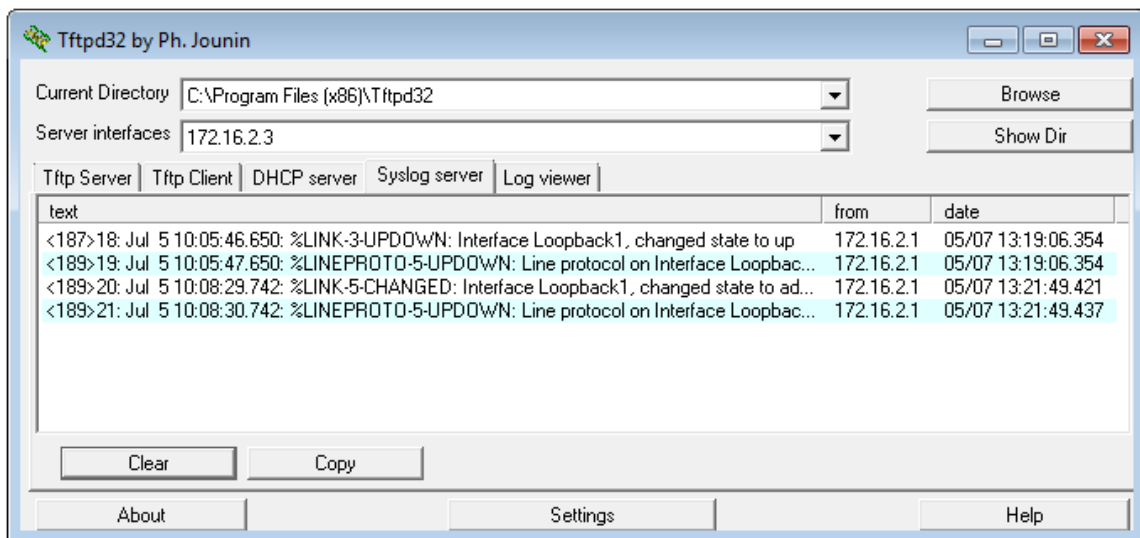 Tftpd32 by Ph. Jounin
Current Directory C:\Program Files (x86)\Tftpd32 Browse
Server interfaces 172.16.2.3 Show Dir
Tftp Server Tftp Client DHCP server Syslog server Log viewer
text from date
<187>18: Jul 5 10:05:46.650: %LINK-3-UPDOWN: Interface Loopback1, changed state to up 172.16.2.1 05/07 13:19:06.354
<189>19: Jul 5 10:05:47.650: %LINEPROTO-5-UPDOWN: Line protocol on Interface Loopbac... 172.16.2.1 05/07 13:19:06.354
<189>20: Jul 5 10:08:29.742: %LINK-5-CHANGED: Interface Loopback1, changed state to ad... 172.16.2.1 05/07 13:21:49.421
<189>21: Jul 5 10:08:30.742: %LINEPROTO-5-UPDOWN: Line protocol on Interface Loopbac... 172.16.2.1 05/07 13:21:49.437
Clear Copy
About Settings Help